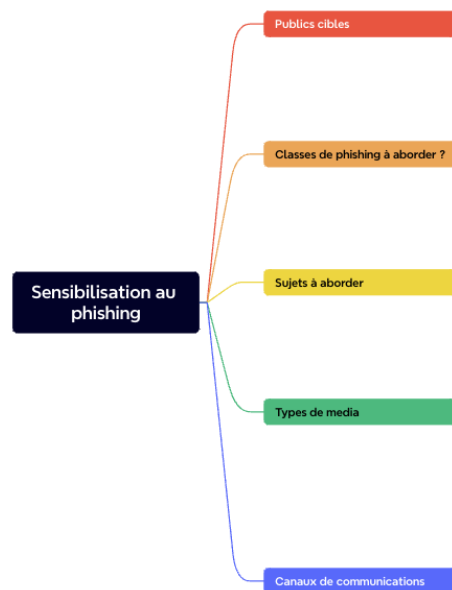 Publics cibles
Classes de phishing à aborder ?
Sensibilisation au
phishing
Sujets à aborder
Types de media
Canaux de communications